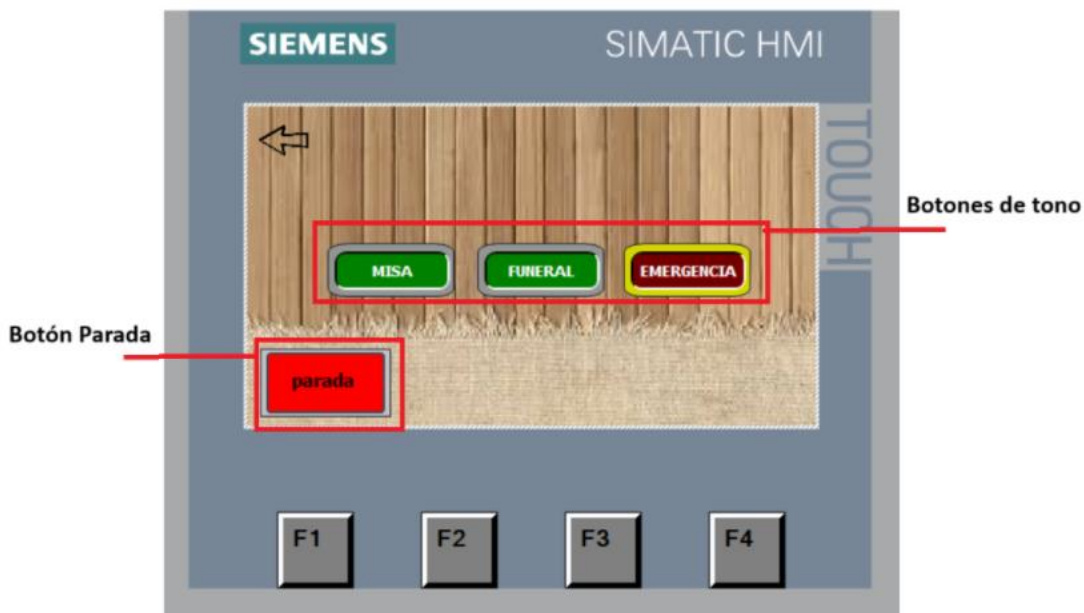 SIEMENS
SIMATIC HMI
TOUCH
Botones de tono
MISA
FUNERAL
EMERGENCIA
Botón Parada
parada
F1
F2
F3
F4